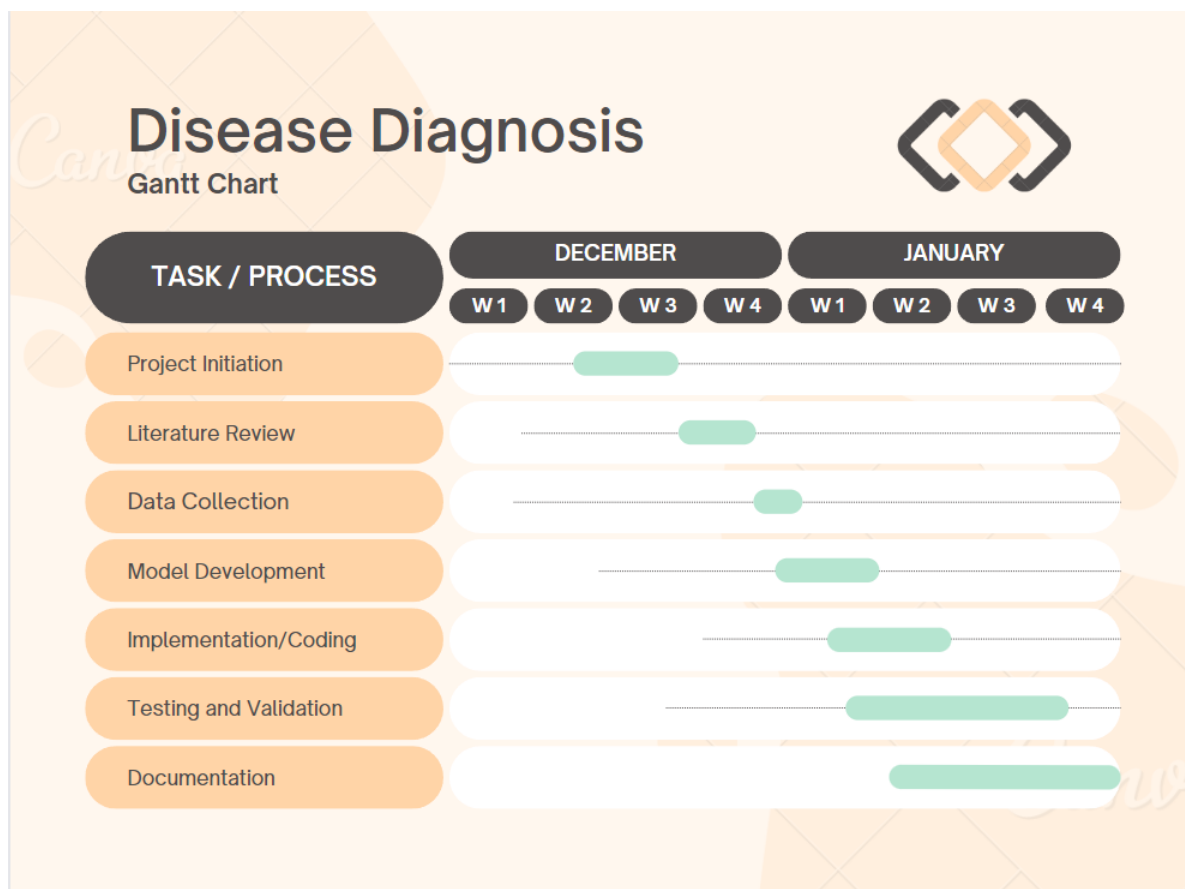 Disease Diagnosis
Canva
Gantt Chart
TASK / PROCESS
DECEMBER
JANUARY
W 1 W 2 W 3 W 4 W 1 W 2 W 3 W 4
Project Initiation
Literature Review
Data Collection
Model Development
Implementation/Coding
Testing and Validation
Documentation